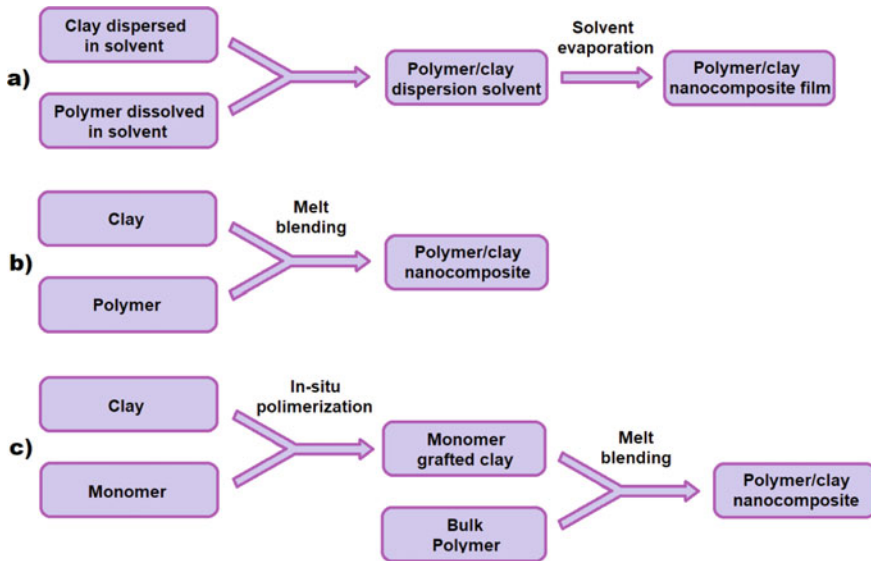 Clay dispersed
in solvent
a)
Polymer dissolved
in solvent
Polymer/clay
dispersion solvent
Solvent
evaporation
Polymer/clay
nanocomposite film
b)
Clay
Polymer
Melt
blending
Polymer/clay
nanocomposite
c)
Clay
Monomer
In-situ
polimerization
Monomer
grafted clay
Bulk
Polymer
Melt
blending
Polymer/clay
nanocomposite